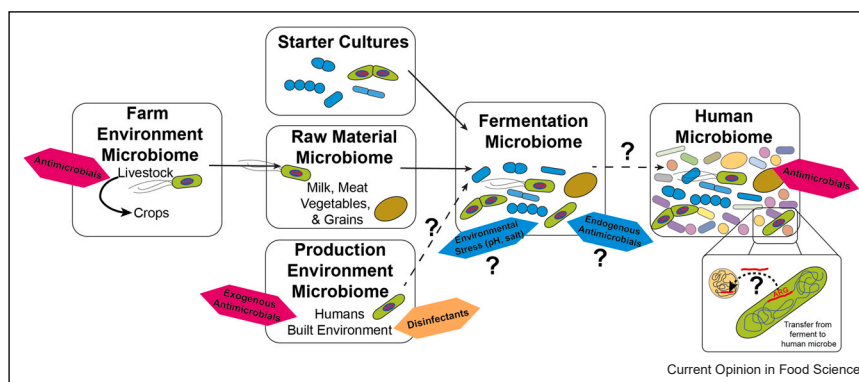 Starter Cultures
Farm
Environment
Microbiome
Antimicrobials
Livestock
Crops
Raw Material
Microbiome
Milk, Meat
Vegetables,
& Grains
Production
Environment
Microbiome
Exogenous
Antimicrobials
Humans
Built Environment
Disinfectants
?
Fermentation
Microbiome
Environmental
Stress (pH, salt)
?
Endogenous
Antimicrobials
?
?
Human
Microbiome
Antimicrobials
?
ARG
Transfer from
ferment to
human microbe
Current Opinion in Food Science